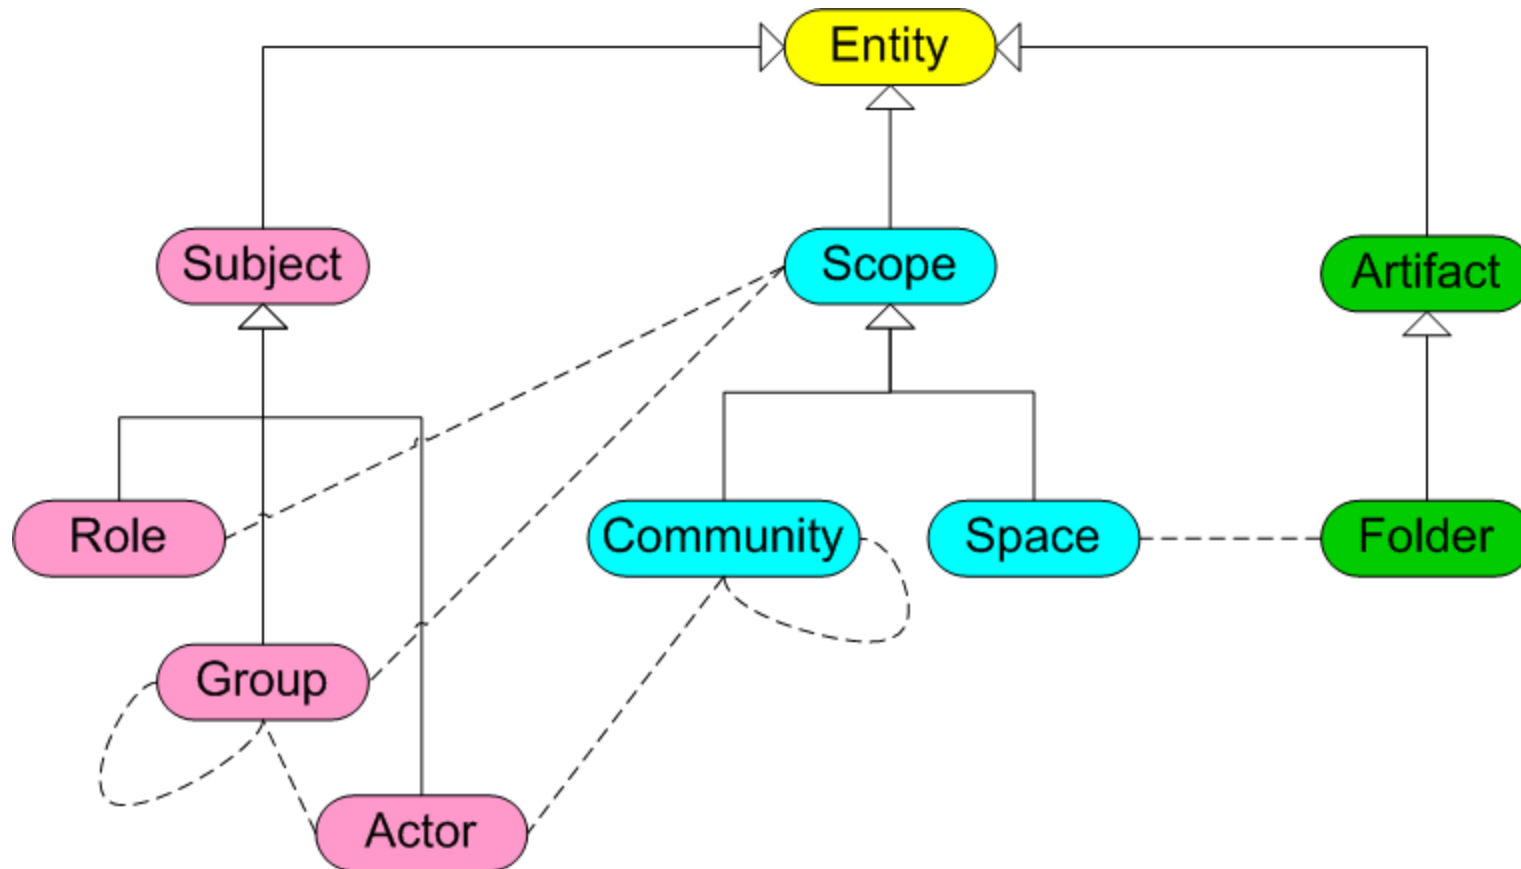 Entity
Subject
Scope
Artifact
Role
Community
Space
Folder
Group
Actor